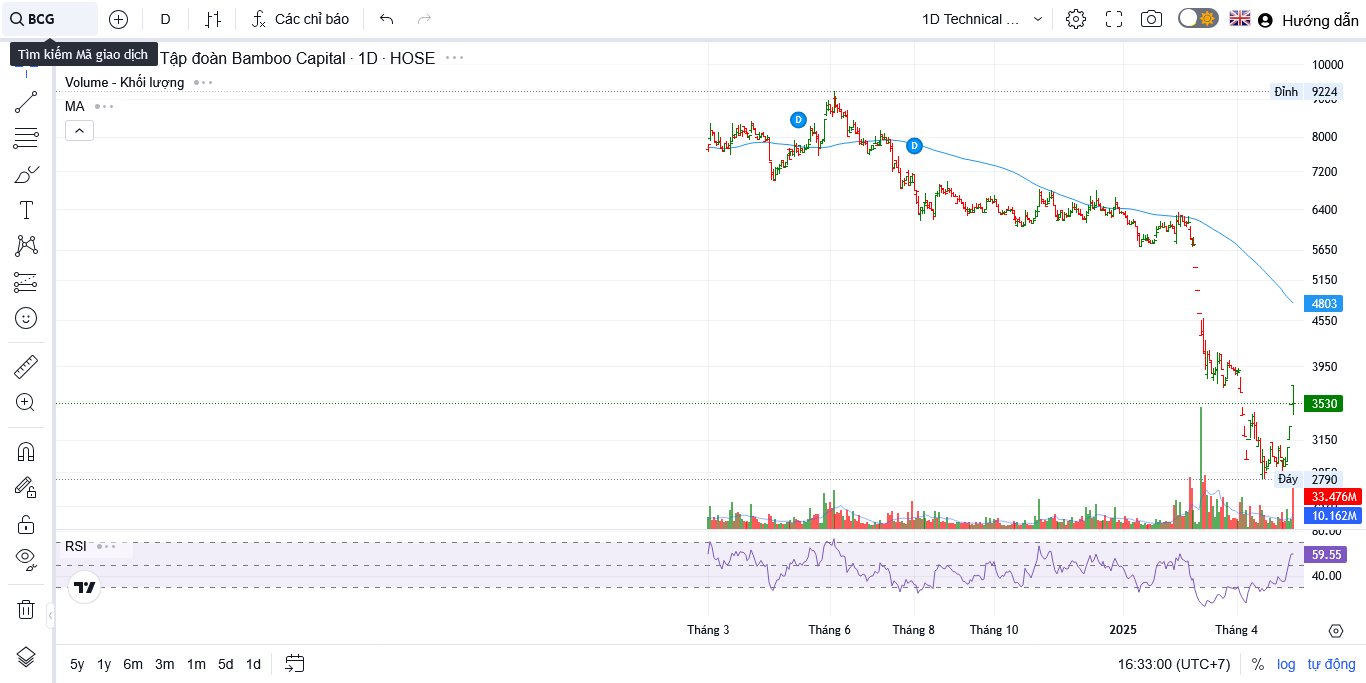 BCG
D
Các chỉ báo
1D Technical ...
Hướng dẫn
Tìm kiếm Mã giao dịch
Tập đoàn Bamboo Capital · 1D · HOSE
Volume - Khối lượng
MA
10000
Đỉnh 9224
8000
7200
6400
5650
5150
4803
4550
3950
3530
3150
Đáy 2790
33.476M
10.162M
80.00
RSI
59.55
40.00
D
D
Tháng 3
Tháng 6
Tháng 8
Tháng 10
2025
Tháng 4
5y 1y 6m 3m 1m 5d 1d
16:33:00 (UTC+7)
% log tự động